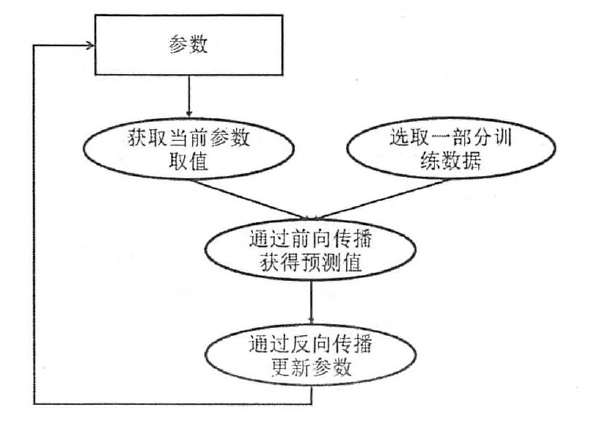 参数
获取当前参数
取值
选取一部分训
练数据
通过前向传播
获得预测值
通过反向传播
更新参数